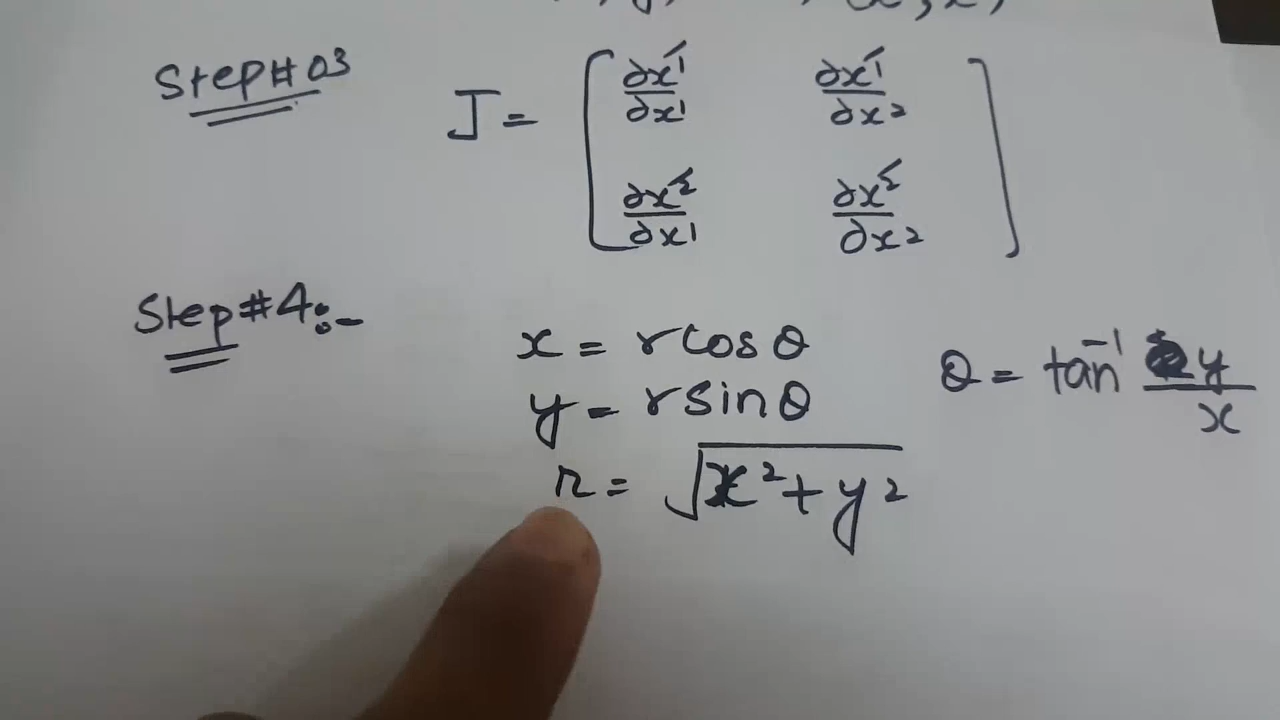 Step# 03
J = [ ∂x'1/∂x1 ∂x'1/∂x2
∂x'2/∂x1 ∂x'2/∂x2 ]
Step#4:-
x = r cos θ
y = r sin θ
θ = tan⁻¹ y/x
r = √x²+y²